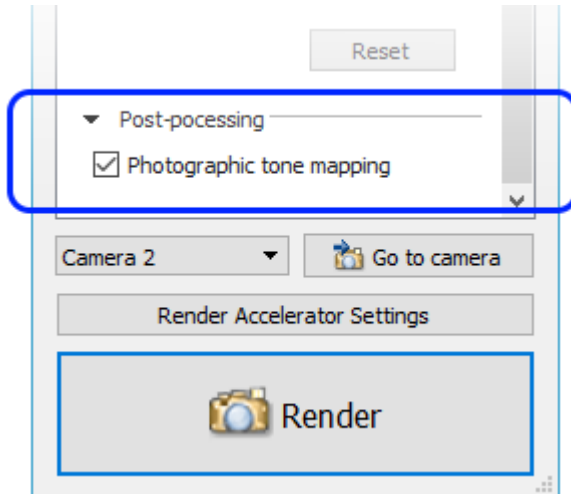 Reset
Post-pocessing
Photographic tone mapping
Camera 2
Go to camera
Render Accelerator Settings
Render